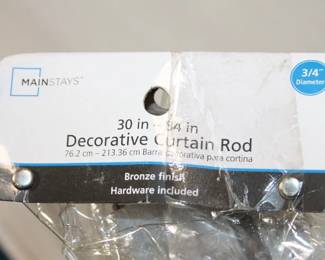 MAINSTAYS™
3/4"
Diameter
30 in - 84 in
Decorative Curtain Rod
76.2 cm – 213.36 cm Barra decorativa para cortina
Bronze finish
Hardware included